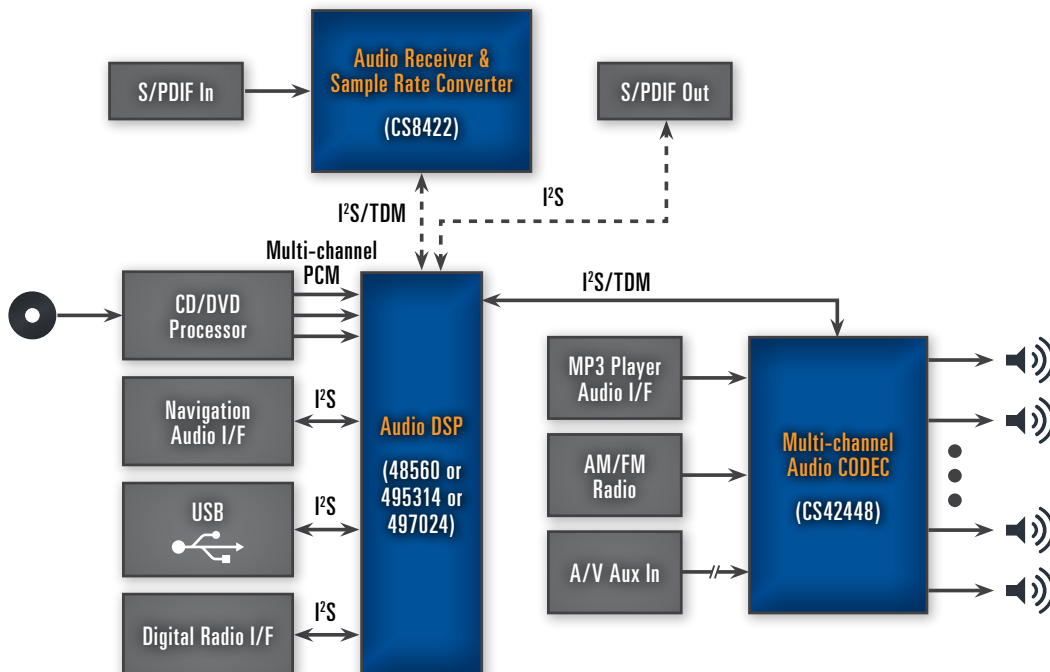 Audio Receiver &
Sample Rate Converter
(CS8422)
S/PDIF In
S/PDIF Out
I²S/TDM
I²S
Multi-channel
PCM
CD/DVD
Processor
I²S/TDM
Navigation
Audio I/F
I²S
USB
I²S
Digital Radio I/F
I²S
Audio DSP
(48560 or
495314 or
497024)
MP3 Player
Audio I/F
AM/FM
Radio
A/V Aux In
Multi-channel
Audio CODEC
(CS42448)